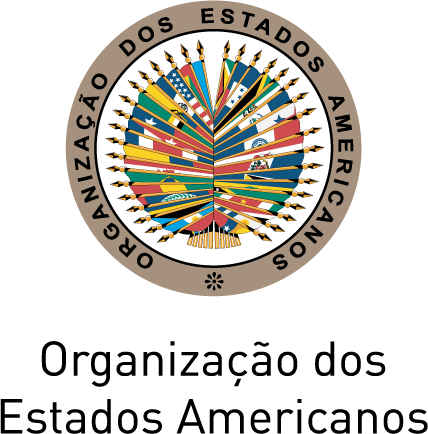 ORGANIZAÇÃO DOS ESTADOS AMERICANOS
Organização dos
Estados Americanos